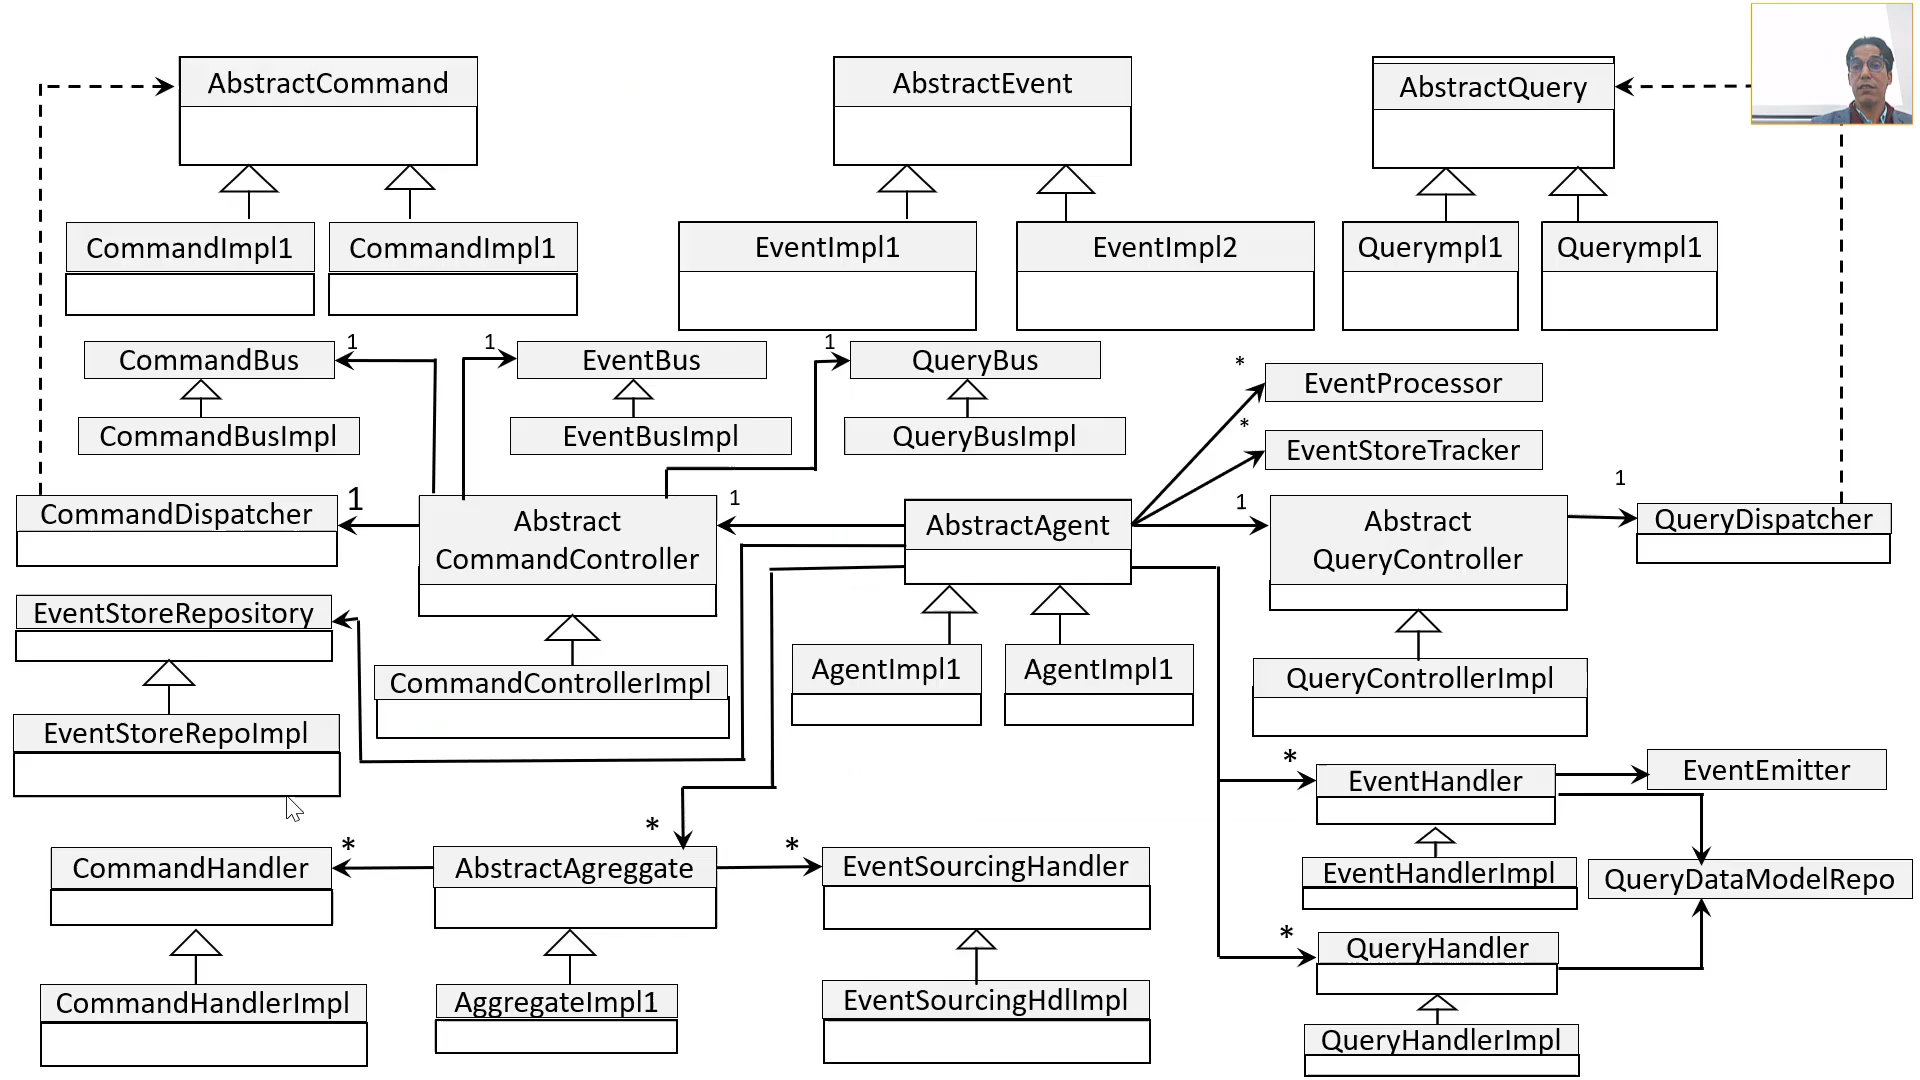 AbstractCommand
AbstractEvent
AbstractQuery
CommandImpl1
CommandImpl1
EventImpl1
EventImpl2
Querympl1
Querympl1
CommandBus
1
1
EventBus
1
QueryBus
*
EventProcessor
CommandBusImpl
EventBusImpl
QueryBusImpl
*
EventStoreTracker
CommandDispatcher
1
Abstract
CommandController
1
AbstractAgent
1
Abstract
QueryController
1
QueryDispatcher
EventStoreRepository
CommandControllerImpl
AgentImpl1
AgentImpl1
QueryControllerImpl
EventStoreRepoImpl
*
EventHandler
EventEmitter
*
CommandHandler
*
AbstractAgreggate
*
EventSourcingHandler
EventHandlerImpl
QueryDataModelRepo
*
QueryHandler
CommandHandlerImpl
AggregateImpl1
EventSourcingHdlImpl
QueryHandlerImpl